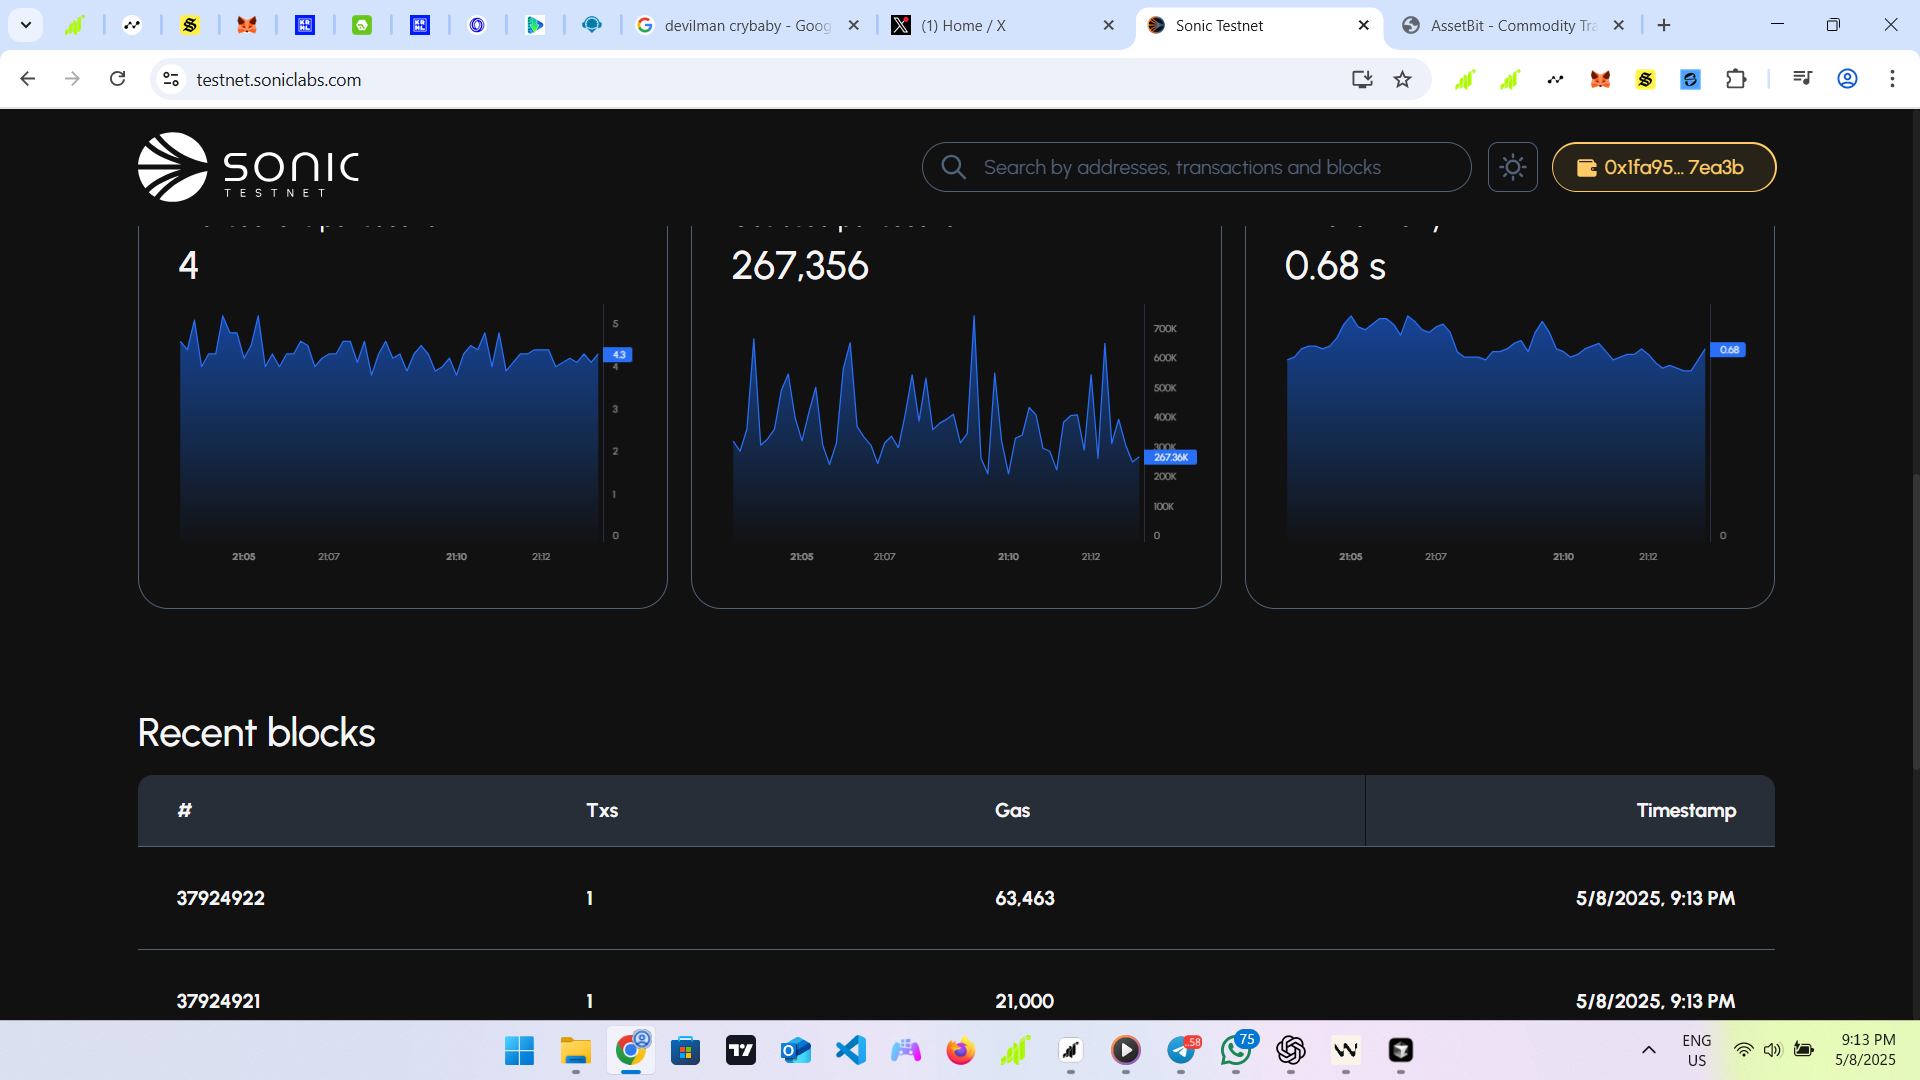 devilman crybaby - Goog
(1) Home / X
Sonic Testnet
AssetBit - Commodity Tra
testnet.soniclabs.com
SONIC
TESTNET
Search by addresses, transactions and blocks
0x1fa95... 7ea3b
4
267,356
0.68 s
5
4.3
4
3
2
1
0
21:05
21:07
21:10
21:12
700K
600K
500K
400K
300K
267.36K
200K
100K
0
21:05
21:07
21:10
21:12
0.68
0
21:05
21:07
21:10
21:12
Recent blocks
# Txs Gas Timestamp
37924922 1 63,463 5/8/2025, 9:13 PM
37924921 1 21,000 5/8/2025, 9:13 PM
75
ENG
US
9:13 PM
5/8/2025